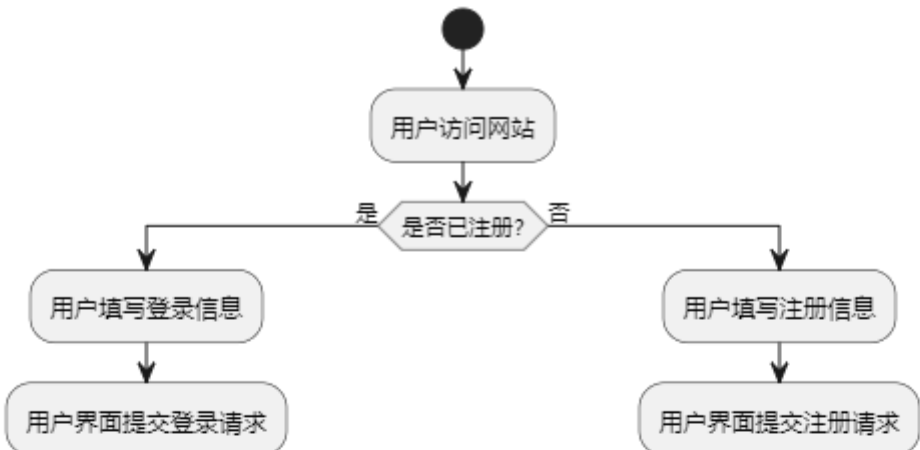 用户访问网站
是
是否已注册?
否
用户填写登录信息
用户填写注册信息
用户界面提交登录请求
用户界面提交注册请求